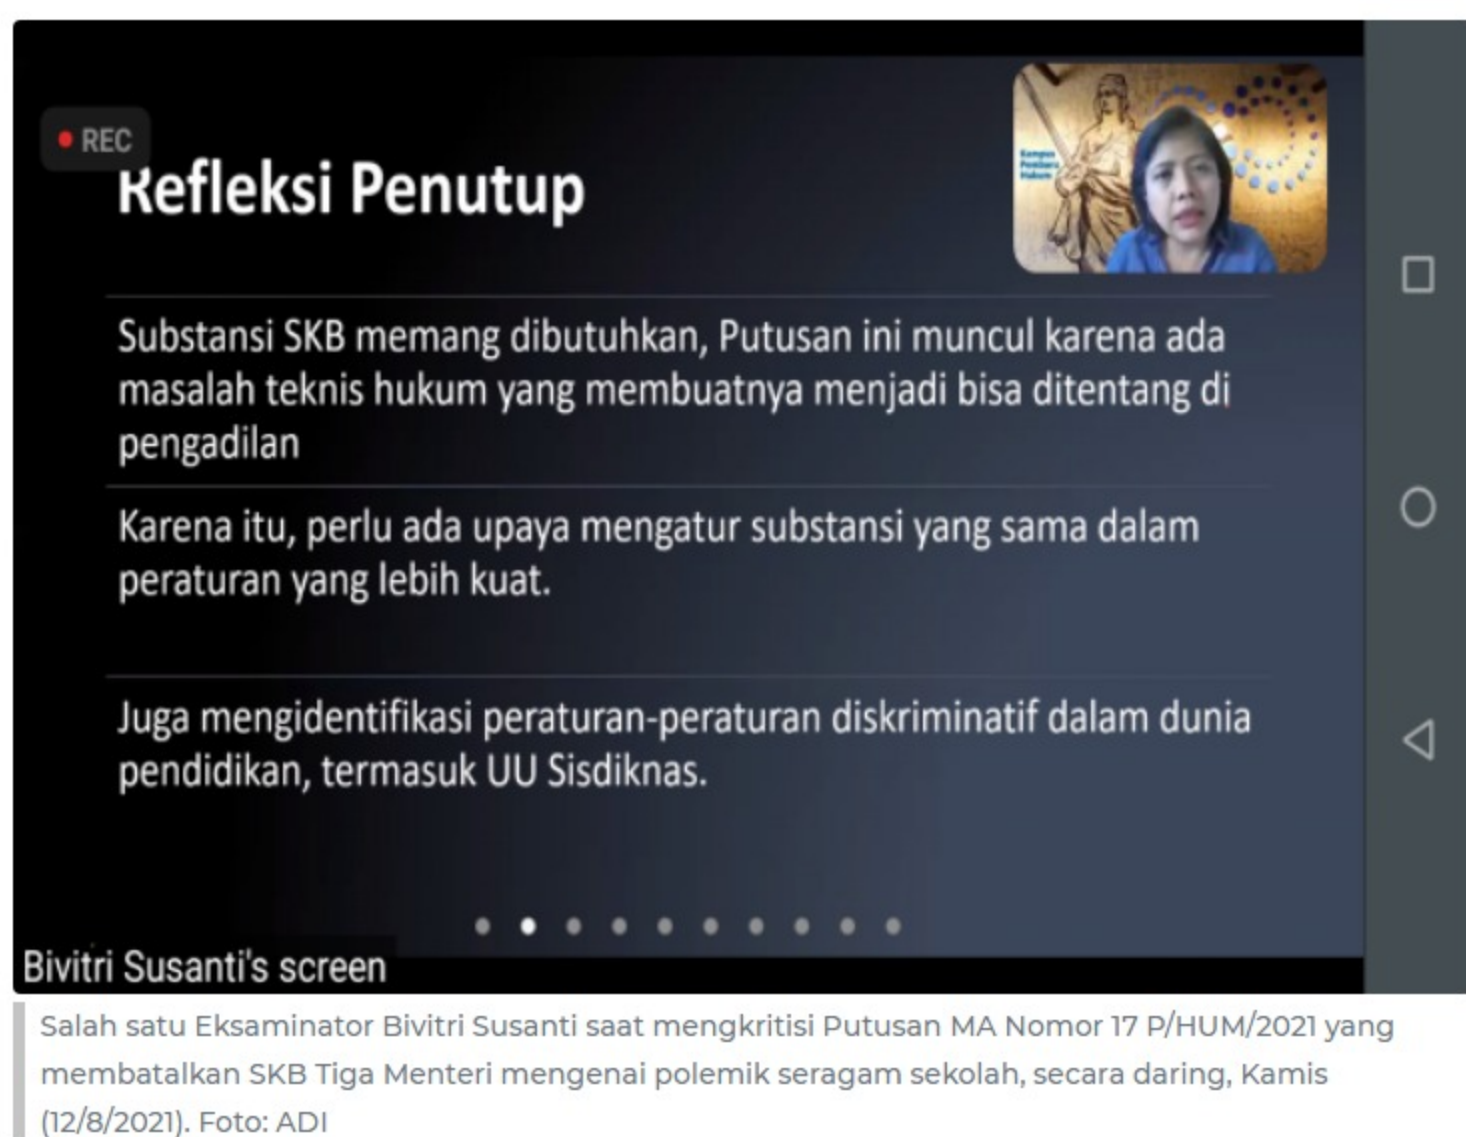 REC
Refleksi Penutup
Kampus
Pembaru
Hukum
Substansi SKB memang dibutuhkan, Putusan ini muncul karena ada
masalah teknis hukum yang membuatnya menjadi bisa ditentang di
pengadilan
Karena itu, perlu ada upaya mengatur substansi yang sama dalam
peraturan yang lebih kuat.
Juga mengidentifikasi peraturan-peraturan diskriminatif dalam dunia
pendidikan, termasuk UU Sisdiknas.
Bivitri Susanti's screen
Salah satu Eksaminator Bivitri Susanti saat mengkritisi Putusan MA Nomor 17 P/HUM/2021 yang
membatalkan SKB Tiga Menteri mengenai polemik seragam sekolah, secara daring, Kamis
(12/8/2021). Foto: ADI